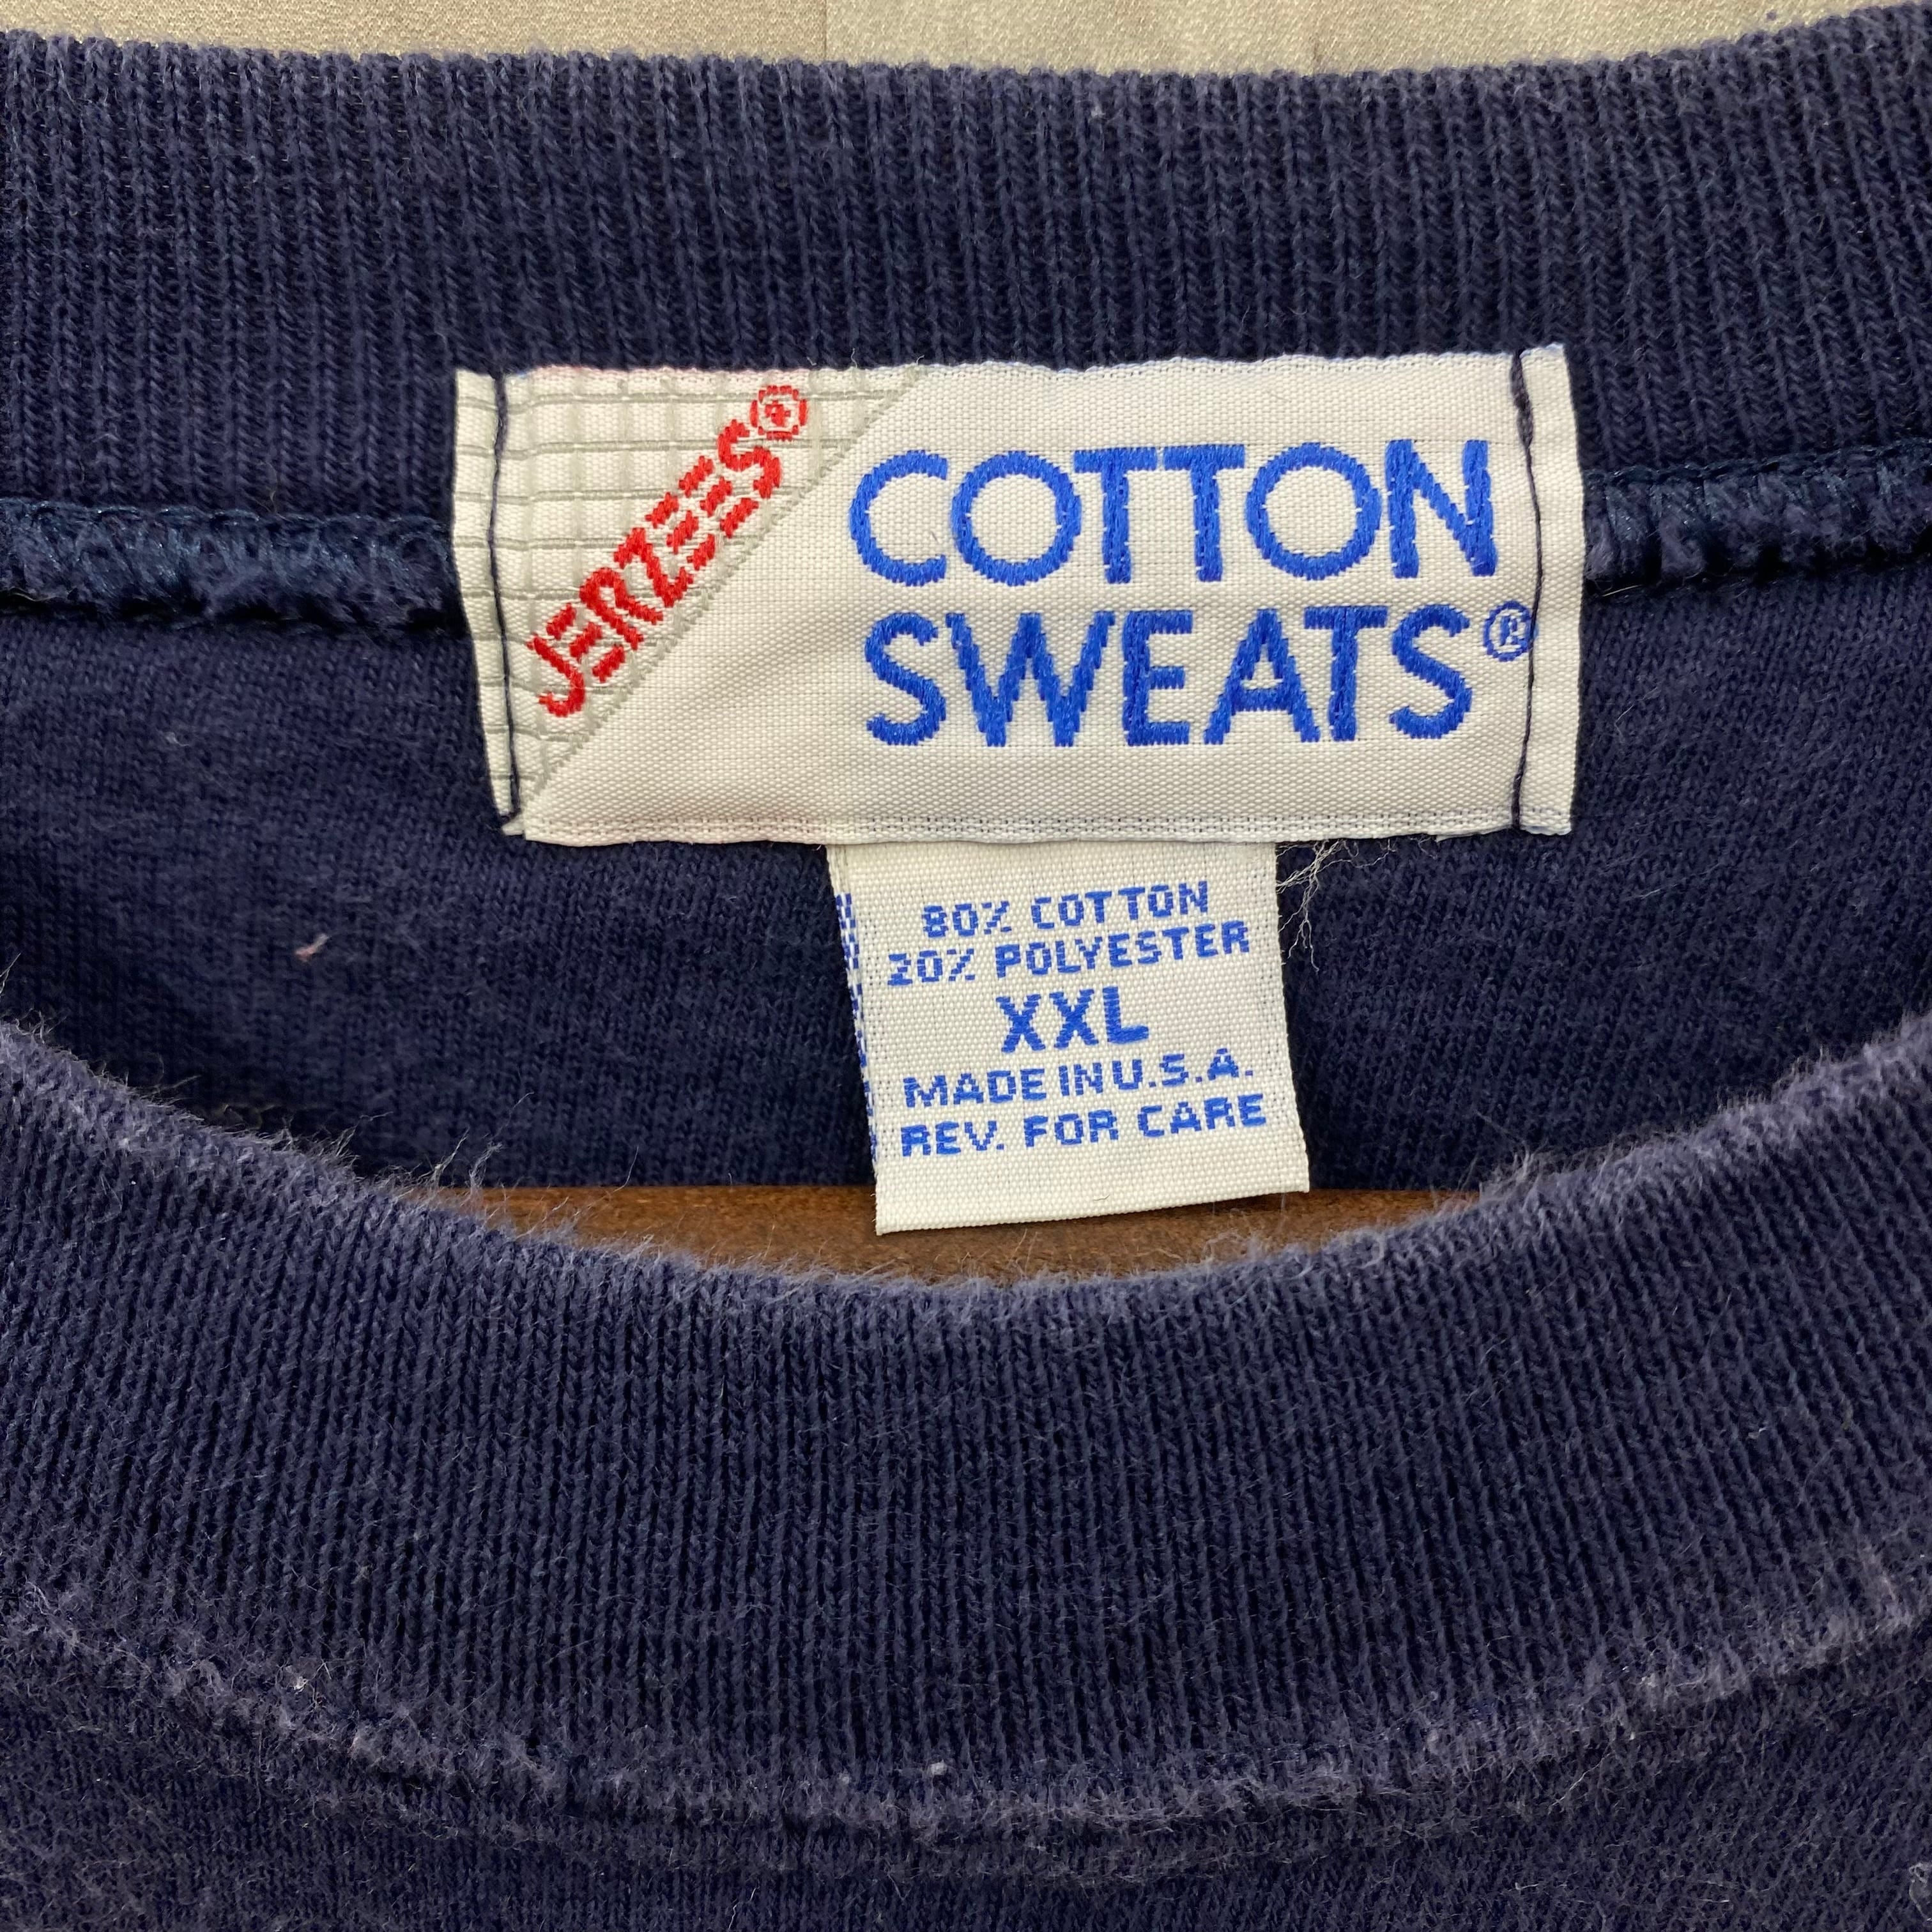 JERZEES®
COTTON
SWEATS®
80% COTTON
20% POLYESTER
XXL
MADE IN U.S.A.
REV. FOR CARE